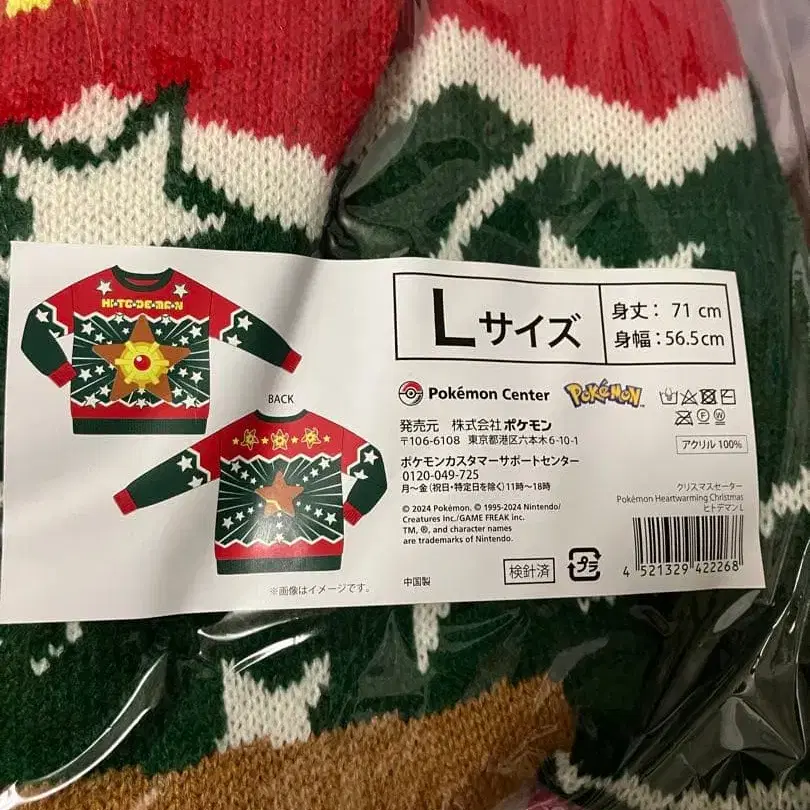 HI·TO·DE·MA·N
BACK
※画像はイメージです。
Lサイズ
身丈： 71 cm
身幅：56.5cm
Pokémon Center
POKÉMON™
発売元 株式会社 ポケモン
〒106-6108 東京都港区六本木6-10-1
ポケモンカスタマーサポートセンター
0120-049-725
月～金（祝日・特定日を除く）11時～18時
© 2024 Pokémon. © 1995-2024 Nintendo/
Creatures Inc./GAME FREAK inc.
TM, ®, and character names
are trademarks of Nintendo.
中国製
検針済
プラ
アクリル 100%
クリスマスセーター
Pokémon Heartwarming Christmas
ヒトデマン L
4 521329 422268